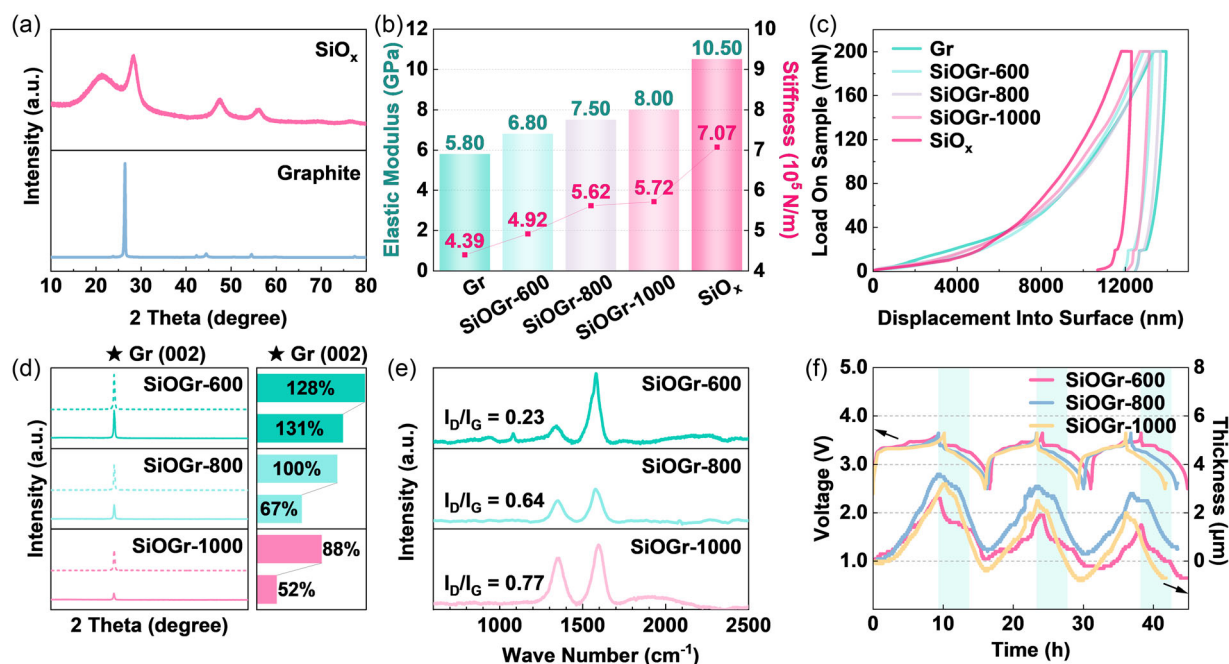 (a)
SiOx
Graphite
Intensity (a.u.)
10 20 30 40 50 60 70 80
2 Theta (degree)
(b)
Elastic Modulus (GPa)
12
10
8
6
4
2
0
5.80
6.80
7.50
8.00
10.50
4.39
4.92
5.62
5.72
7.07
10
9
8
7
6
5
4
Stiffness (10⁵ N/m)
Gr
SiOGr-600
SiOGr-800
SiOGr-1000
SiOx
(c)
Load On Sample (mN)
200
160
120
80
40
0
Gr
SiOGr-600
SiOGr-800
SiOGr-1000
SiOx
0 4000 8000 12000
Displacement Into Surface (nm)
(d)
★ Gr (002)
★ Gr (002)
Intensity (a.u.)
SiOGr-600
128%
131%
SiOGr-800
100%
67%
SiOGr-1000
88%
52%
2 Theta (degree)
(e)
Intensity (a.u.)
SiOGr-600
ID/IG = 0.23
SiOGr-800
ID/IG = 0.64
SiOGr-1000
ID/IG = 0.77
1000 1500 2000 2500
Wave Number (cm⁻¹)
(f)
Voltage (V)
5.0
4.0
3.0
2.0
1.0
SiOGr-600
SiOGr-800
SiOGr-1000
8
6
4
2
0
Thickness (μm)
0 10 20 30 40
Time (h)